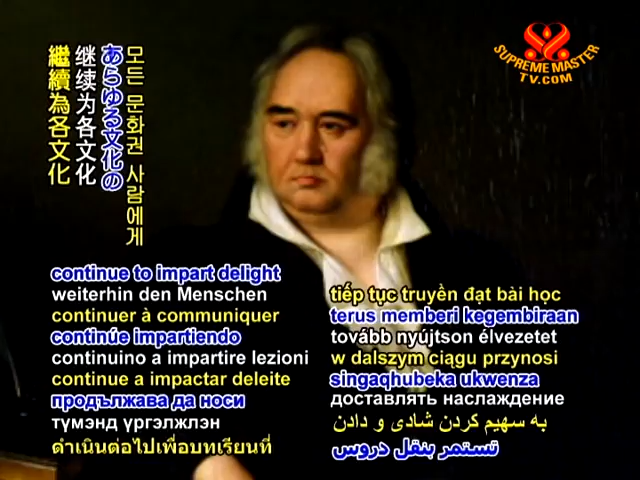 SUPREME MASTER
TV.COM
모든 문화권 사람에게
あらゆる文化の
继续为各文化
繼續為各文化
continue to impart delight
weiterhin den Menschen
continuer à communiquer
continúe impartiendo
continuino a impartire lezioni
continue a impactar deleite
продължава да носи
түмэнд үргэлжлэн
ดำเนินต่อไปเพื่อบทเรียนที่
tiếp tục truyền đạt bài học
terus memberi kegembiraan
tovább nyújtson élvezetet
w dalszym ciągu przynosi
singaqhubeka ukwenza
доставлять наслаждение
به سهیم کردن شادی و دادن
تستمر بنقل دروس